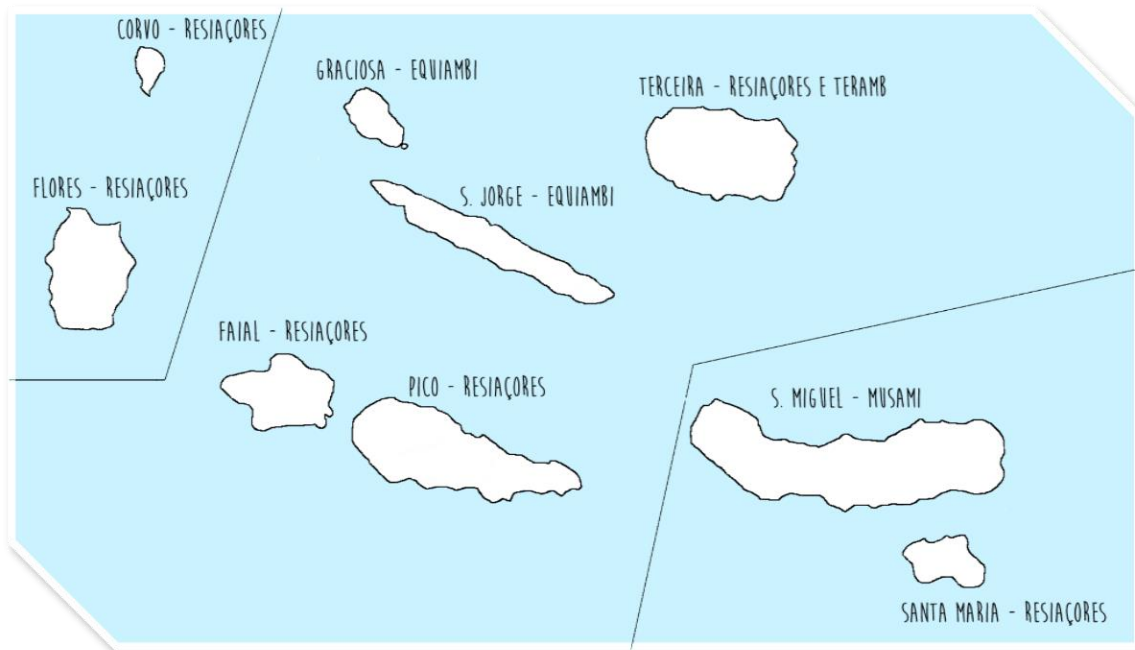 CORVO - RESIAÇORES
GRACIOSA - EQUIAMBI
TERCEIRA - RESIAÇORES E TERAMB
FLORES - RESIAÇORES
S. JORGE - EQUIAMBI
FAIAL - RESIAÇORES
PICO - RESIAÇORES
S. MIGUEL - MUSAMI
SANTA MARIA - RESIAÇORES